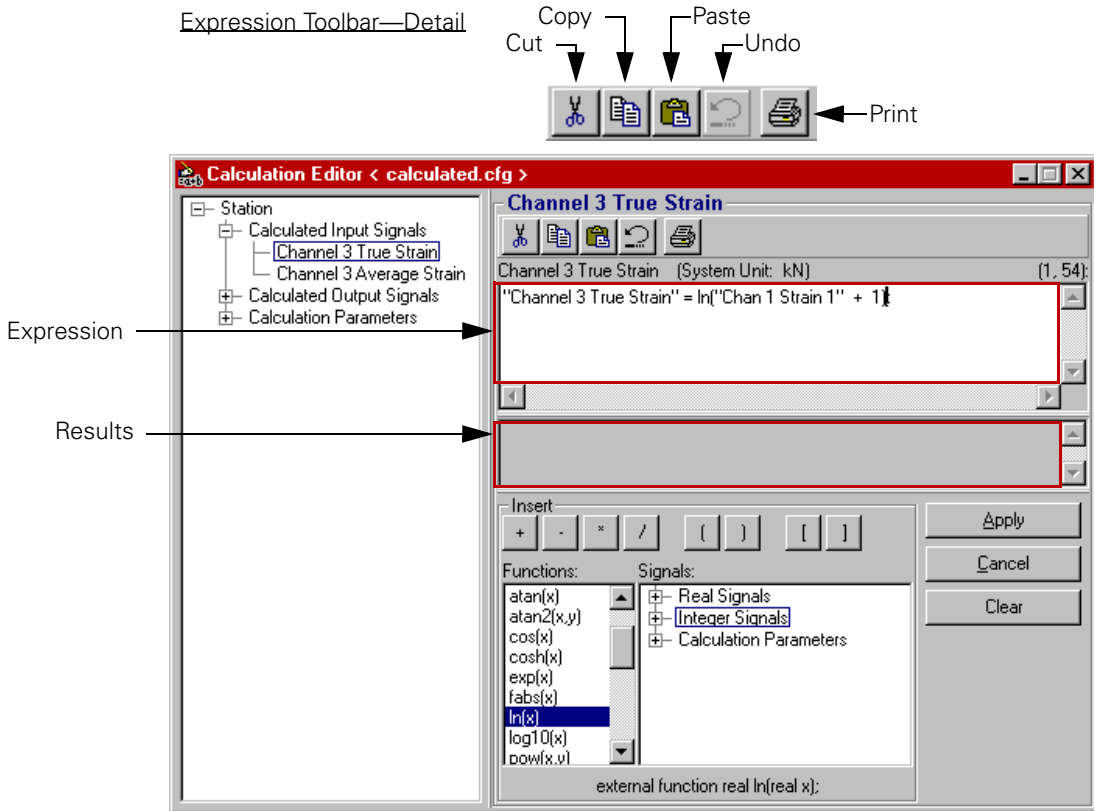 Expression Toolbar—Detail
Copy
Paste
Cut
Undo
Print
Calculation Editor < calculated.cfg >
Station
Calculated Input Signals
Channel 3 True Strain
Channel 3 Average Strain
Calculated Output Signals
Calculation Parameters
Channel 3 True Strain
Channel 3 True Strain (System Unit: kN) (1, 54):
"Channel 3 True Strain" = ln("Chan 1 Strain 1" + 1)
Expression
Results
Insert
+ - * / ( ) [ ]
Functions:
Signals:
atan(x)
atan2(x,y)
cos(x)
cosh(x)
exp(x)
fabs(x)
ln(x)
log10(x)
pow(x,y)
Real Signals
Integer Signals
Calculation Parameters
external function real ln(real x);
Apply
Cancel
Clear